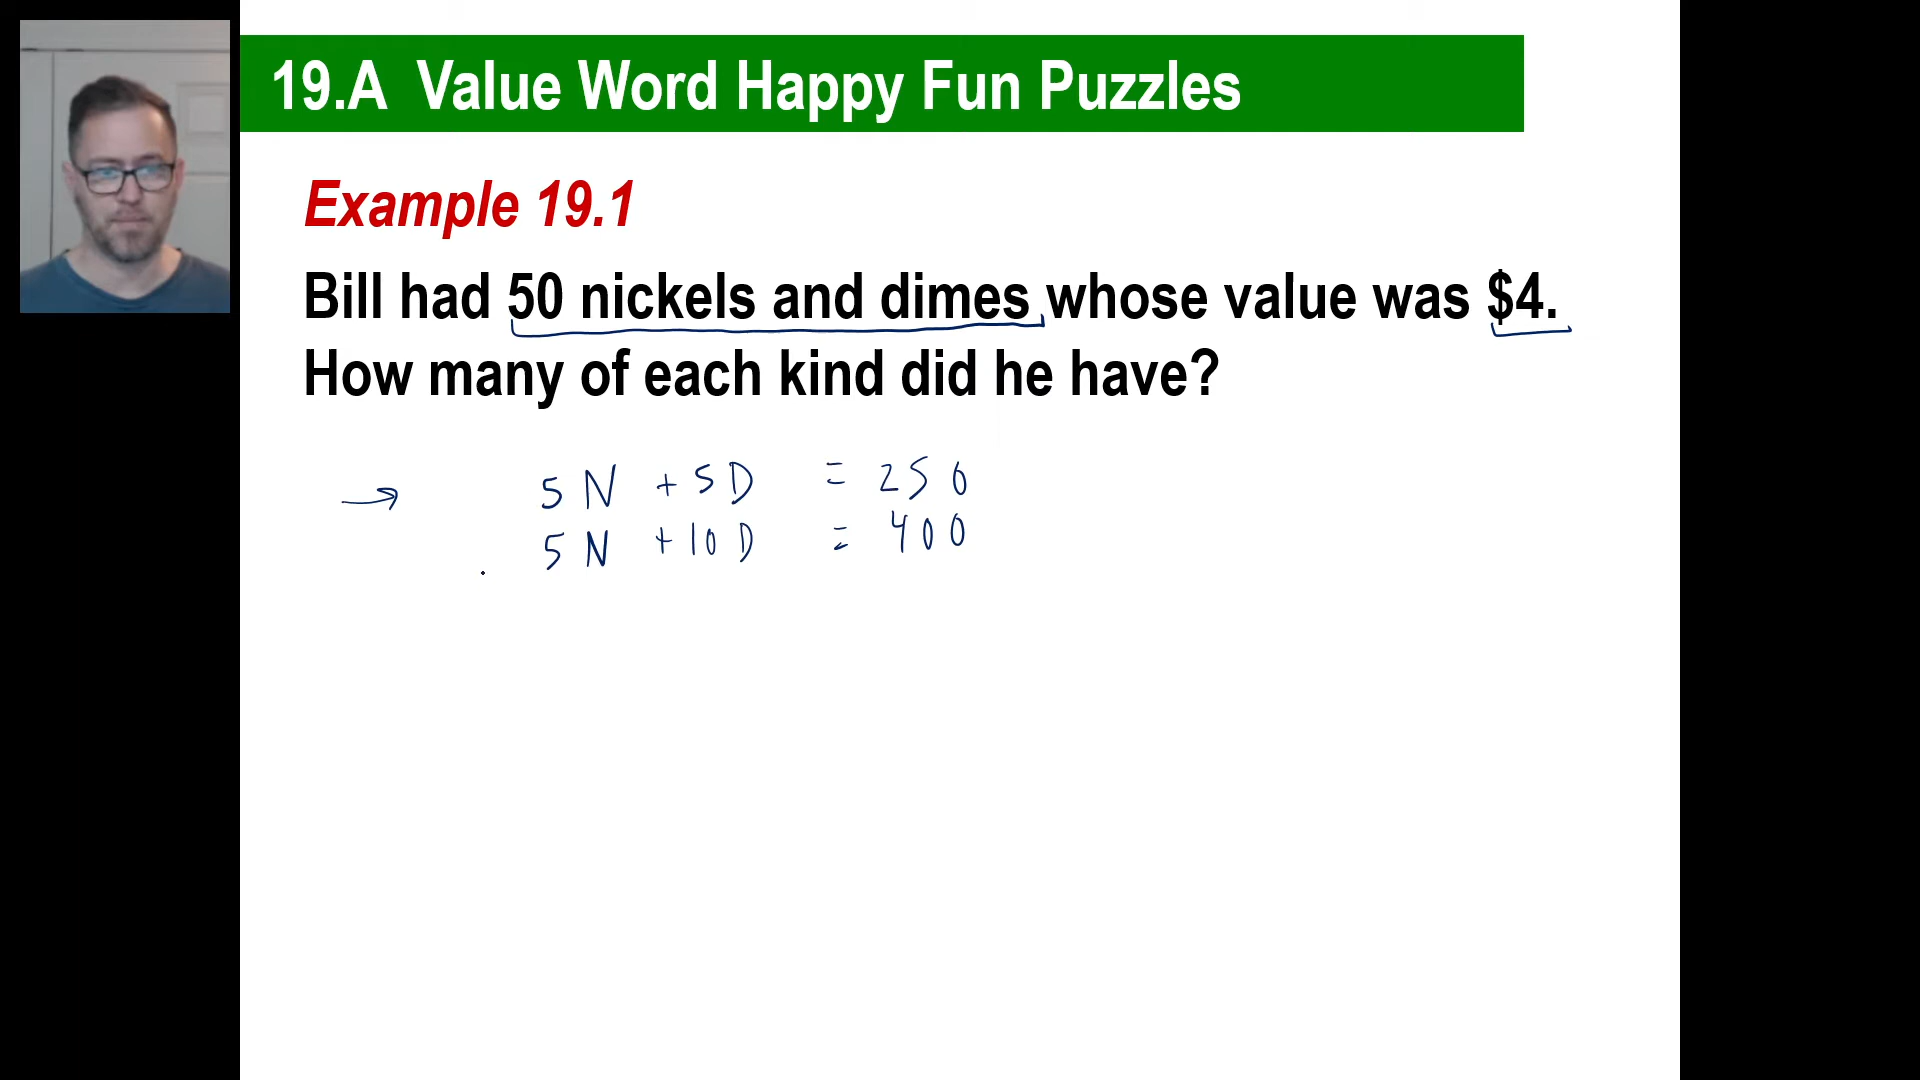 19.A Value Word Happy Fun Puzzles
Example 19.1
Bill had 50 nickels and dimes whose value was $4.
How many of each kind did he have?
→ 5N + 5D = 250
5N + 10D = 400